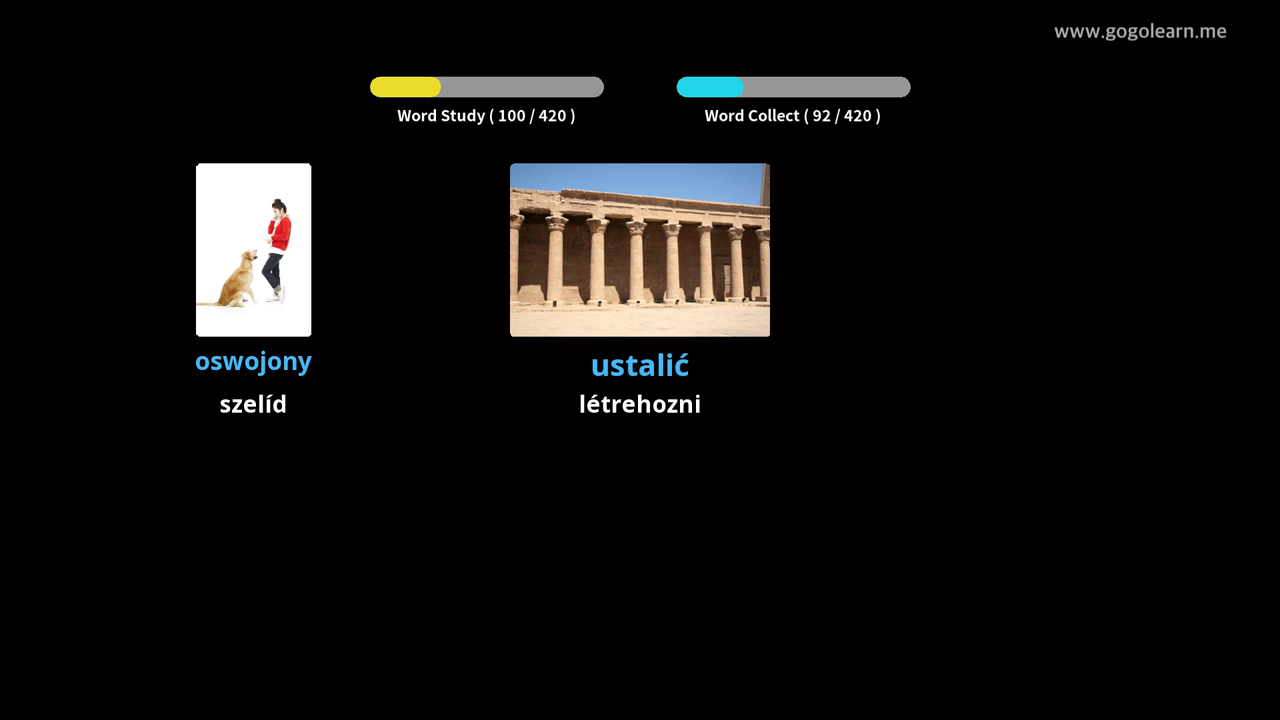 www.gogolearn.me
Word Study ( 100 / 420 )
Word Collect ( 92 / 420 )
oswojony
szelíd
ustalić
létrehozni